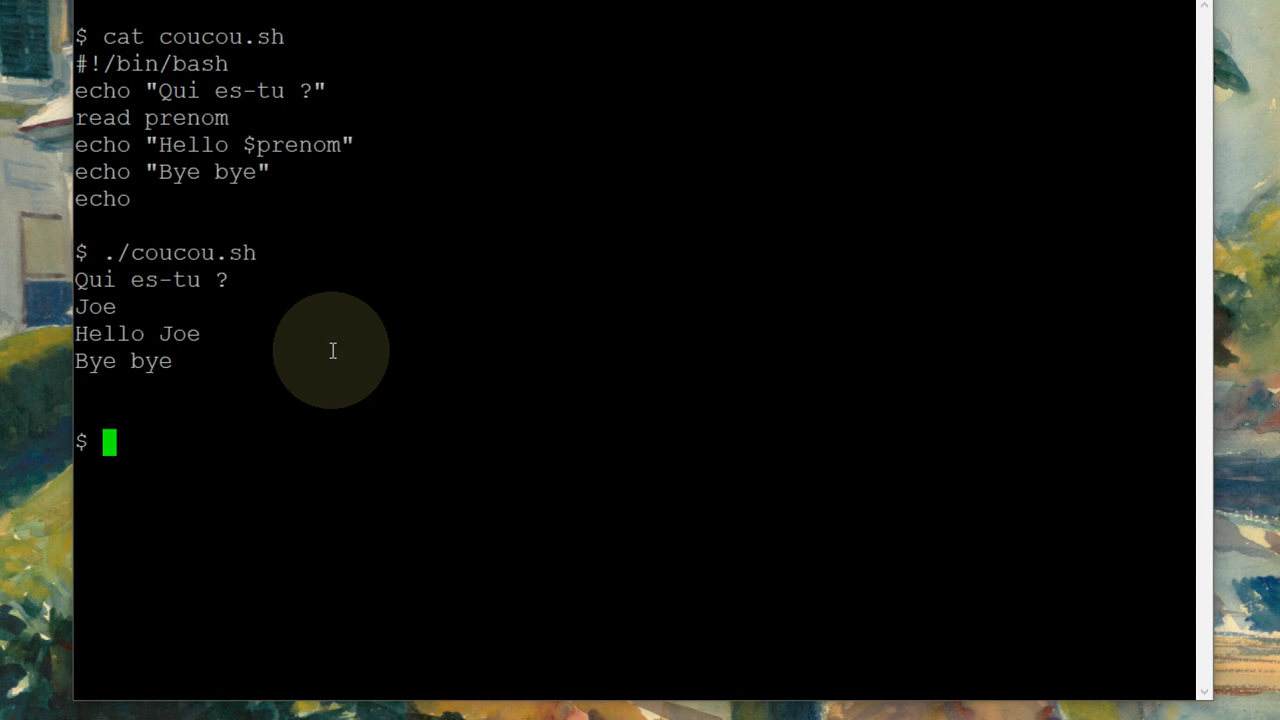 $ cat coucou.sh
#!/bin/bash
echo "Qui es-tu ?"
read prenom
echo "Hello $prenom"
echo "Bye bye"
echo
$ ./coucou.sh
Qui es-tu ?
Joe
Hello Joe
Bye bye
$